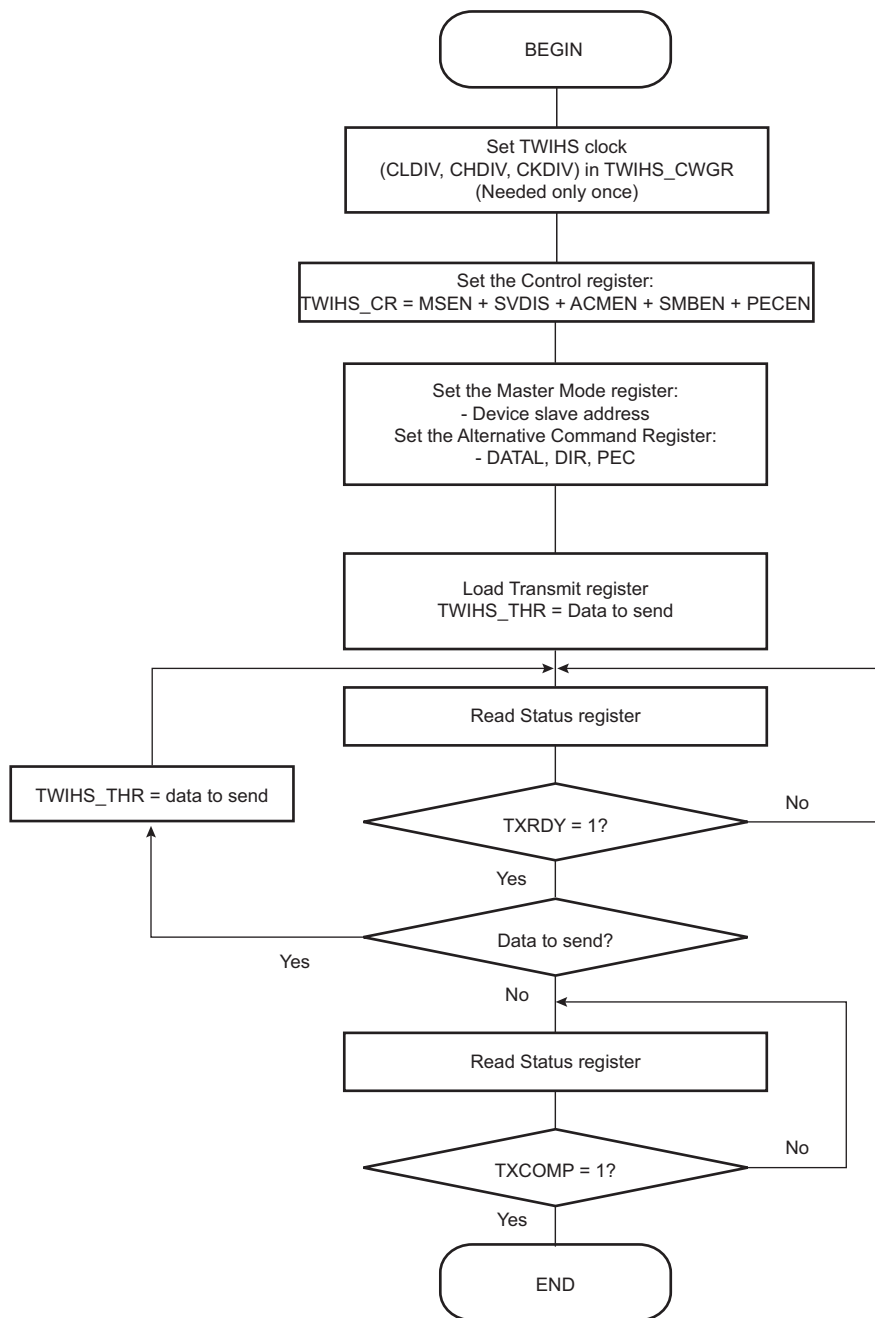 BEGIN
Set TWIHS clock
(CLDIV, CHDIV, CKDIV) in TWIHS_CWGR
(Needed only once)
Set the Control register:
TWIHS_CR = MSEN + SVDIS + ACMEN + SMBEN + PECEN
Set the Master Mode register:
- Device slave address
Set the Alternative Command Register:
- DATAL, DIR, PEC
Load Transmit register
TWIHS_THR = Data to send
Read Status register
TWIHS_THR = data to send
TXRDY = 1?
No
Yes
Data to send?
Yes
No
Read Status register
TXCOMP = 1?
No
Yes
END